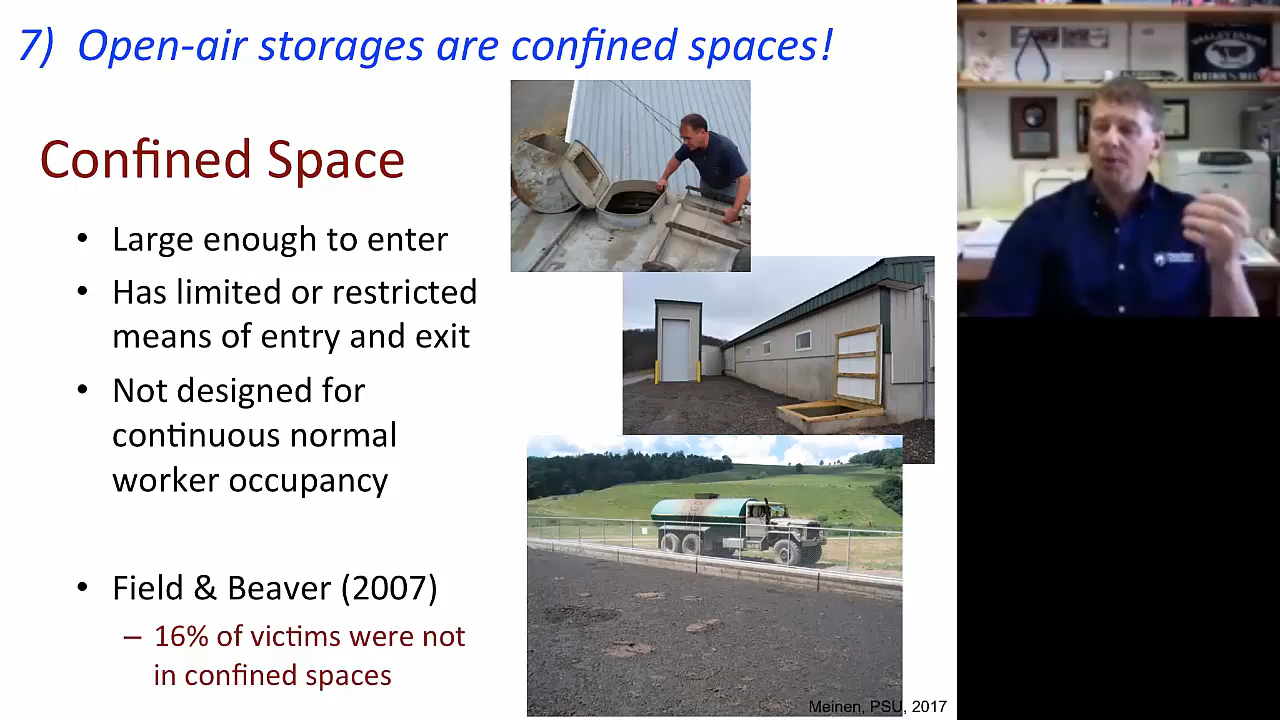 7) Open-air storages are confined spaces!
Confined Space
• Large enough to enter
• Has limited or restricted
means of entry and exit
• Not designed for
continuous normal
worker occupancy
• Field & Beaver (2007)
– 16% of victims were not
in confined spaces
Meinen, PSU, 2017